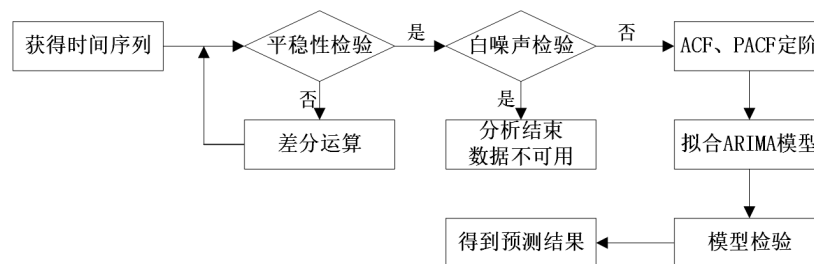 获得时间序列
平稳性检验
是
白噪声检验
否
ACF、PACF定阶
否
是
差分运算
分析结束
数据不可用
拟合ARIMA模型
得到预测结果
模型检验